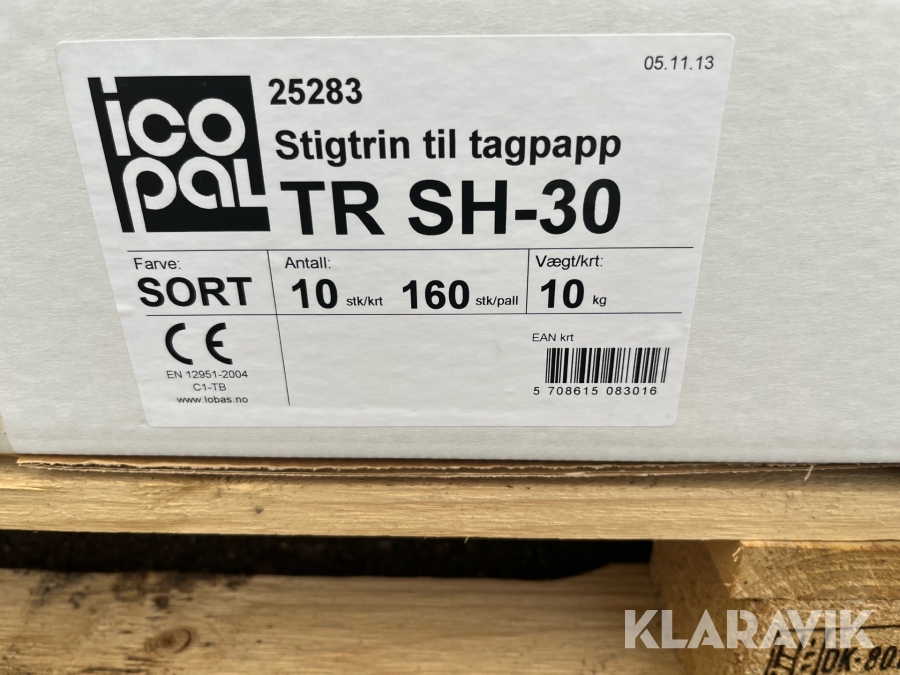 05.11.13
icopal
25283
Stigtrin til tagpapp
TR SH-30
Farve:
SORT
Antall:
10 stk/krt 160 stk/pall
Vægt/krt:
10 kg
CE
EN 12951-2004
C1-TB
www.lobas.no
EAN krt
5 708615 083016
KLARAVIK